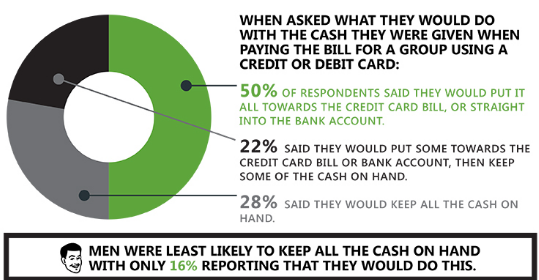 WHEN ASKED WHAT THEY WOULD DO
WITH THE CASH THEY WERE GIVEN WHEN
PAYING THE BILL FOR A GROUP USING A
CREDIT OR DEBIT CARD:
50% OF RESPONDENTS SAID THEY WOULD PUT IT
ALL TOWARDS THE CREDIT CARD BILL, OR STRAIGHT
INTO THE BANK ACCOUNT.
22% SAID THEY WOULD PUT SOME TOWARDS THE
CREDIT CARD BILL OR BANK ACCOUNT, THEN KEEP
SOME OF THE CASH ON HAND.
28% SAID THEY WOULD KEEP ALL THE CASH ON
HAND.
MEN WERE LEAST LIKELY TO KEEP ALL THE CASH ON HAND
WITH ONLY 16% REPORTING THAT THEY WOULD DO THIS.